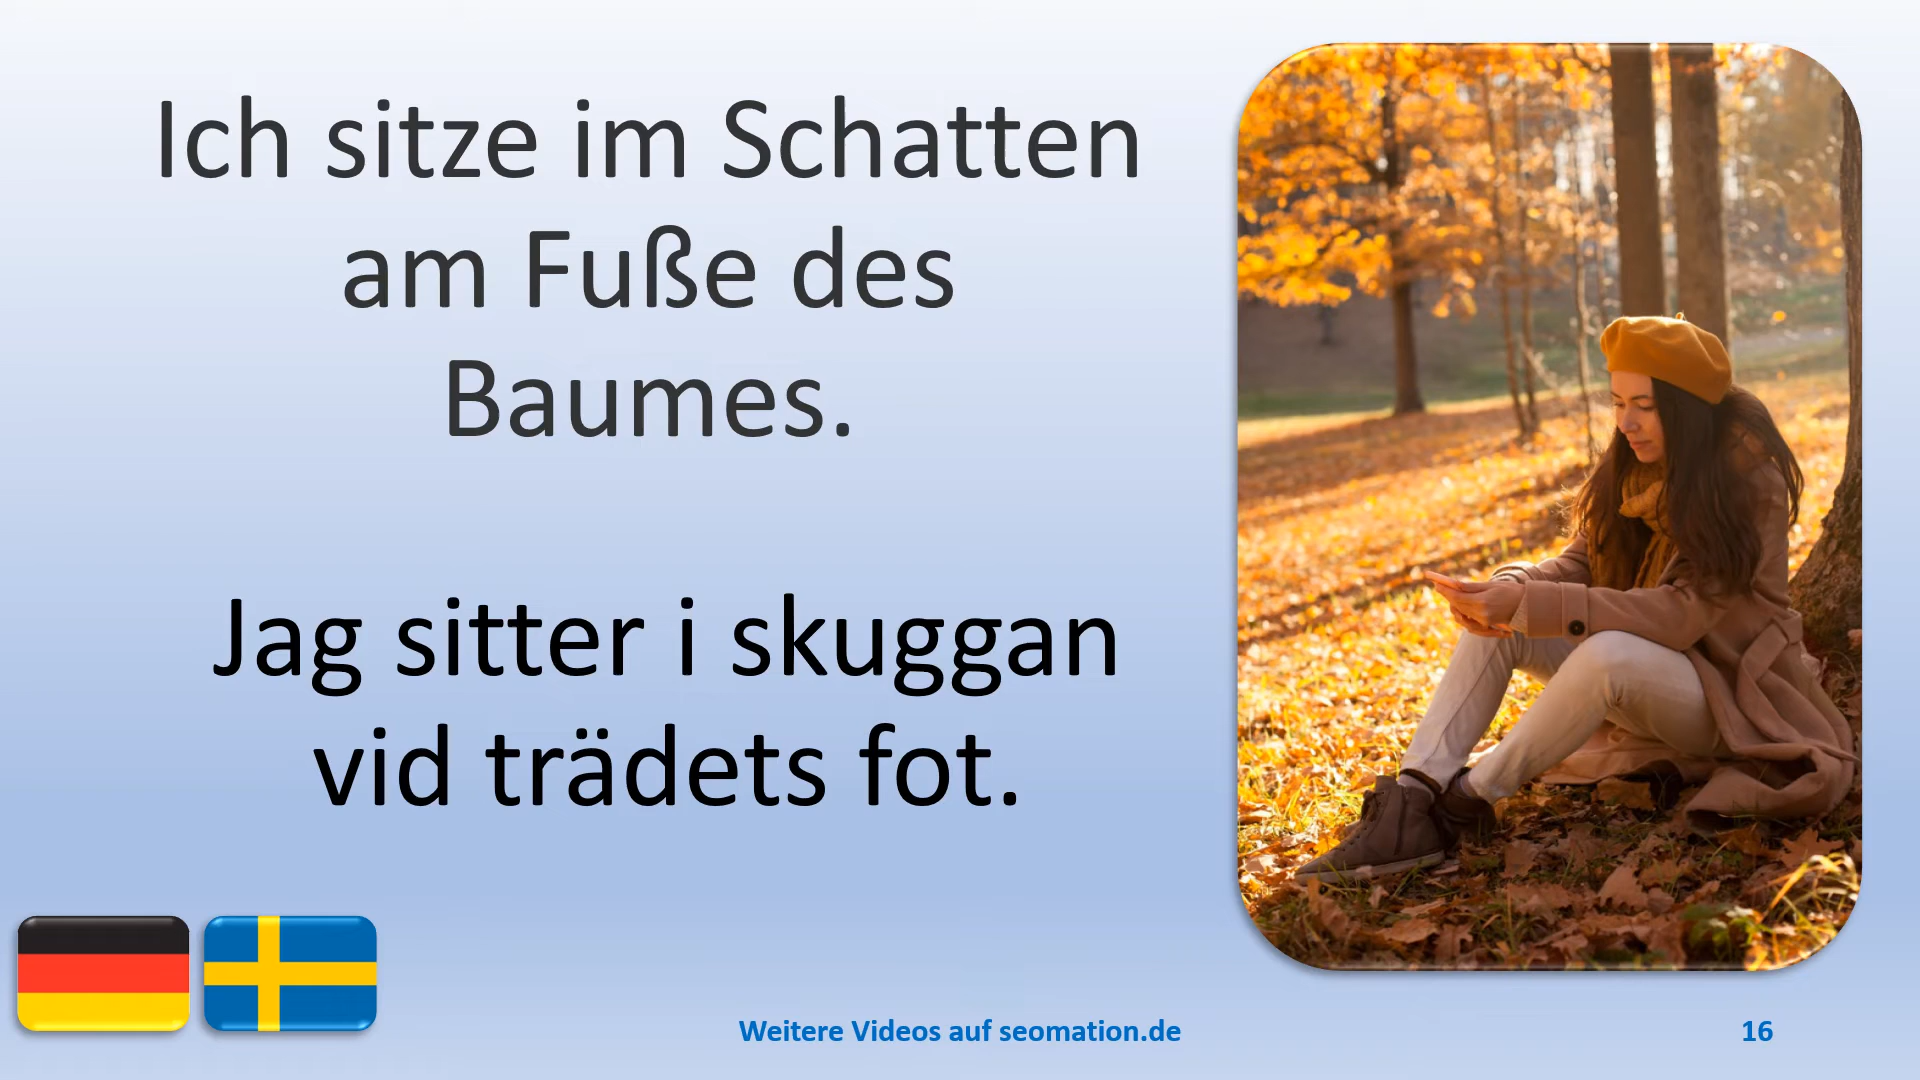 Ich sitze im Schatten
am Fuße des
Baumes.
Jag sitter i skuggan
vid trädets fot.
Weitere Videos auf seomation.de
16